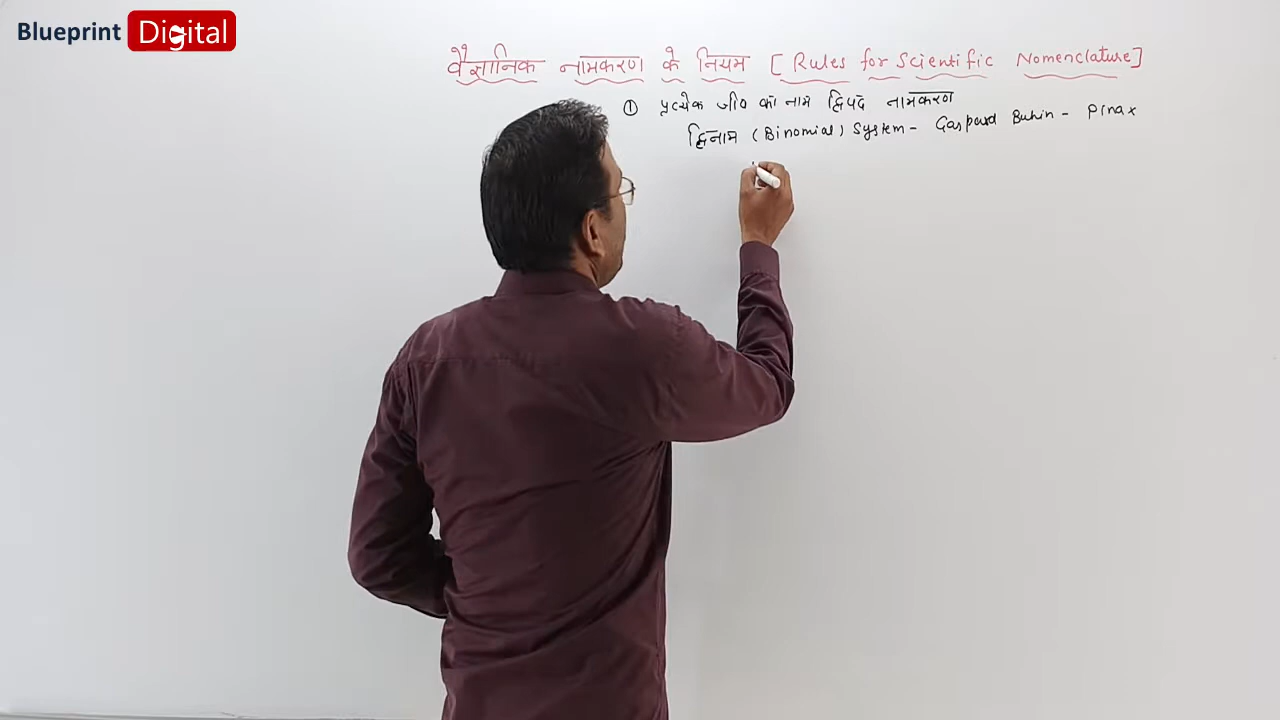 Blueprint Digital
वैज्ञानिक नामकरण के नियम [Rules for Scientific Nomenclature]
① प्रत्येक जीव का नाम द्विपद नामकरण
द्विनाम (Binomial) System - Gaspard Buhin - Pinax